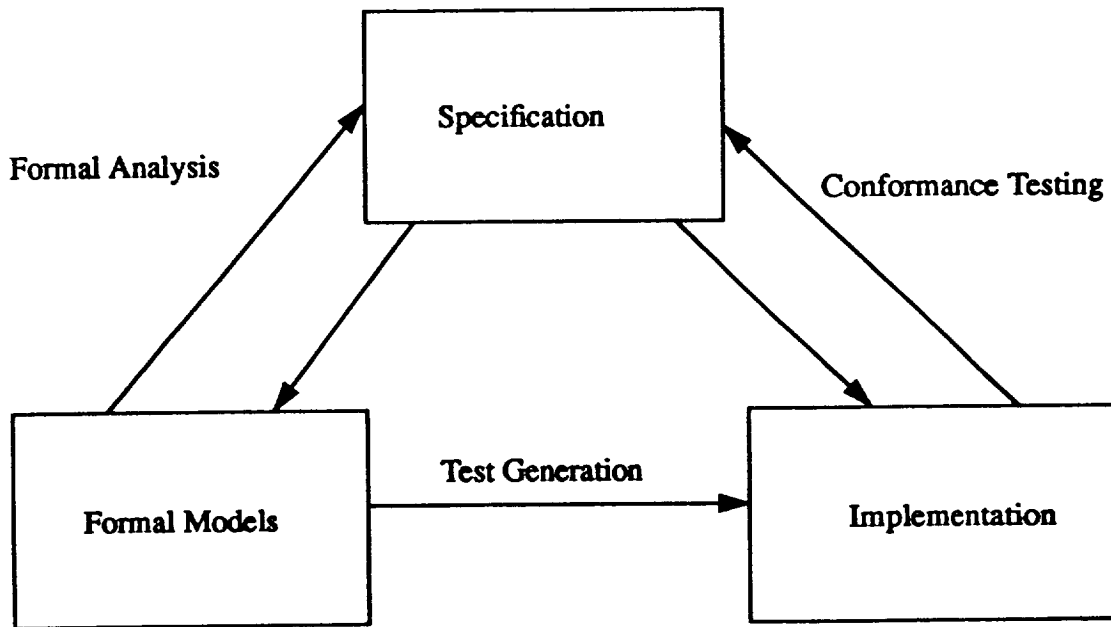 Specification
Formal Analysis
Conformance Testing
Test Generation
Formal Models
Implementation